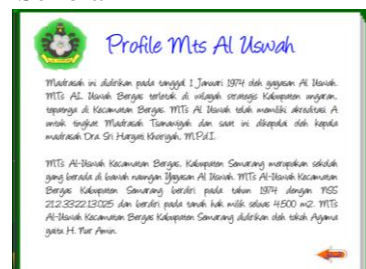 Profile Mts Al Uswah
Madrasah ini didirikan pada tanggal 1 Januari 1974 oleh yayasan Al Uswah.
MTs AL Uswah Bergas terletak di wilayah strategis Kabupaten ungaran,
tepatnya di Kecamatan Bergas. MTs Al Uswah telah memiliki akreditasi A
untuk tingkat Madrasah Tsanawiyah dan saat ini dikepalai oleh kepala
madrasah Dra. Sri Haryati Khoriyah, M.Pd.I.
MTs Al-Uswah Kecamatan Bergas, Kabupaten Semarang merupakan sekolah
yang berada di bawah naungan Yayasan Al Uswah. MTs Al-Uswah Kecamatan
Bergas Kabupaten Semarang berdiri pada tahun 1974 dengan NSS
212.332213.025 dan berdiri pada tanah hak milik seluas 4.500 m2. MTs
Al-Uswah Kecamatan Bergas Kabupaten Semarang didirikan oleh tokoh Agama
yaitu H. Nur Amin.